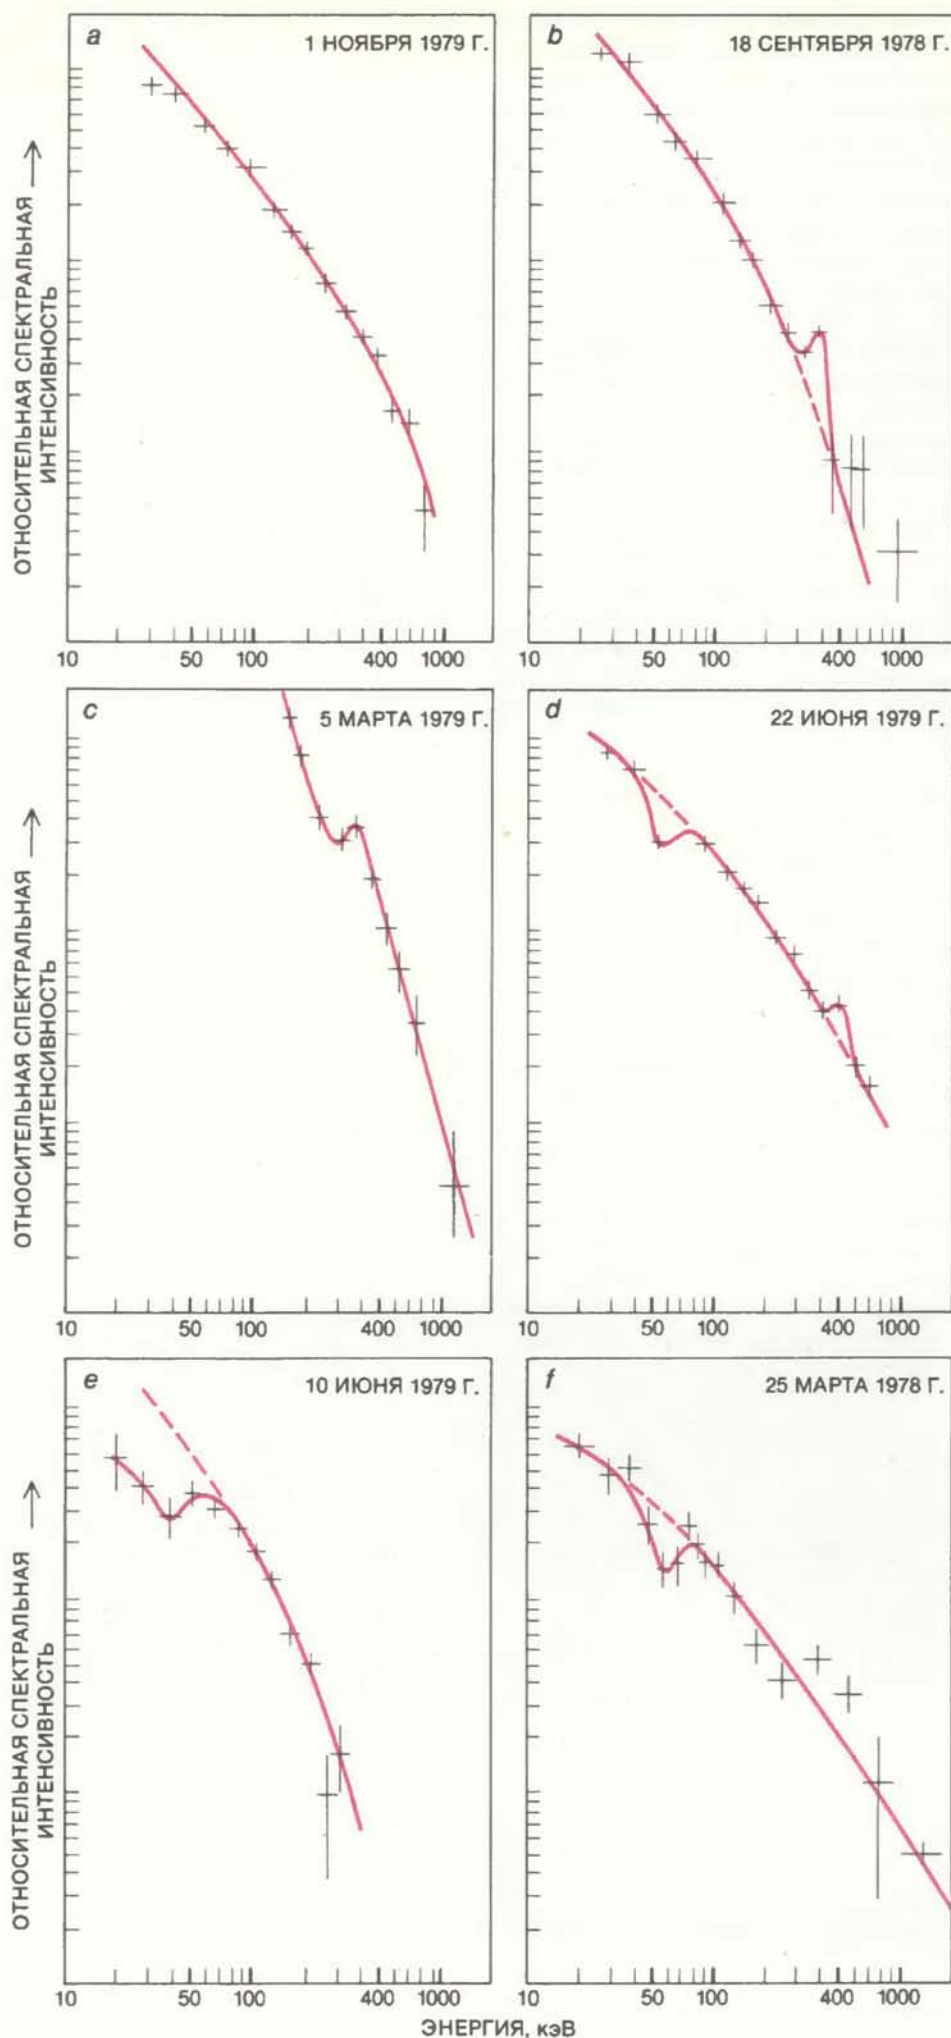 a
1 НОЯБРЯ 1979 Г.
b
18 СЕНТЯБРЯ 1978 Г.
ОТНОСИТЕЛЬНАЯ СПЕКТРАЛЬНАЯ
ИНТЕНСИВНОСТЬ
10 50 100 400 1000
10 50 100 400 1000
c
5 МАРТА 1979 Г.
d
22 ИЮНЯ 1979 Г.
ОТНОСИТЕЛЬНАЯ СПЕКТРАЛЬНАЯ
ИНТЕНСИВНОСТЬ
10 50 100 400 1000
10 50 100 400 1000
e
10 ИЮНЯ 1979 Г.
f
25 МАРТА 1978 Г.
ОТНОСИТЕЛЬНАЯ СПЕКТРАЛЬНАЯ
ИНТЕНСИВНОСТЬ
10 50 100 400 1000
10 50 100 400 1000
ЭНЕРГИЯ, кэВ